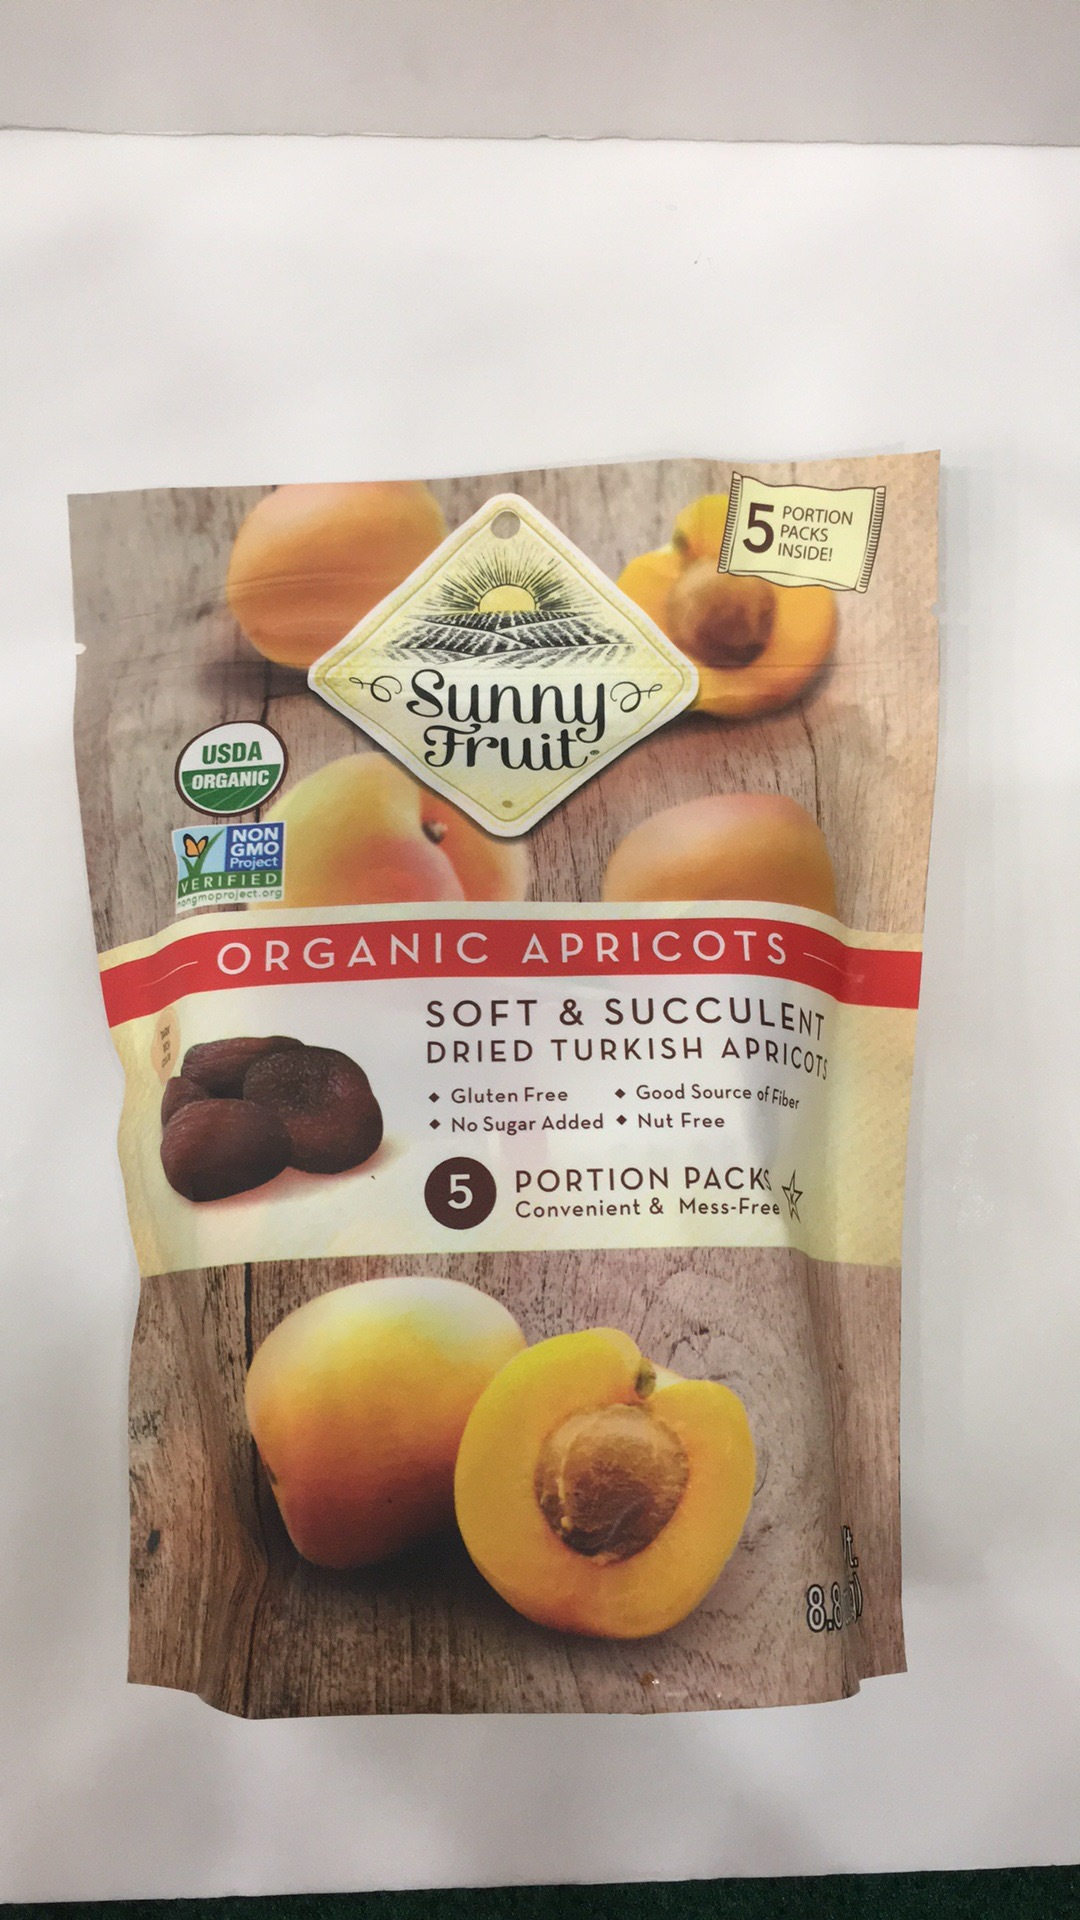 5 PORTION
PACKS
INSIDE!
Sunny
Fruit
USDA
ORGANIC
NON
GMO
Project
VERIFIED
nongmoproject.org
ORGANIC APRICOTS
SOFT & SUCCULENT
DRIED TURKISH APRICOTS
Gluten Free
Good Source of Fiber
No Sugar Added
Nut Free
5 PORTION PACKS
Convenient & Mess-Free
K
8.8